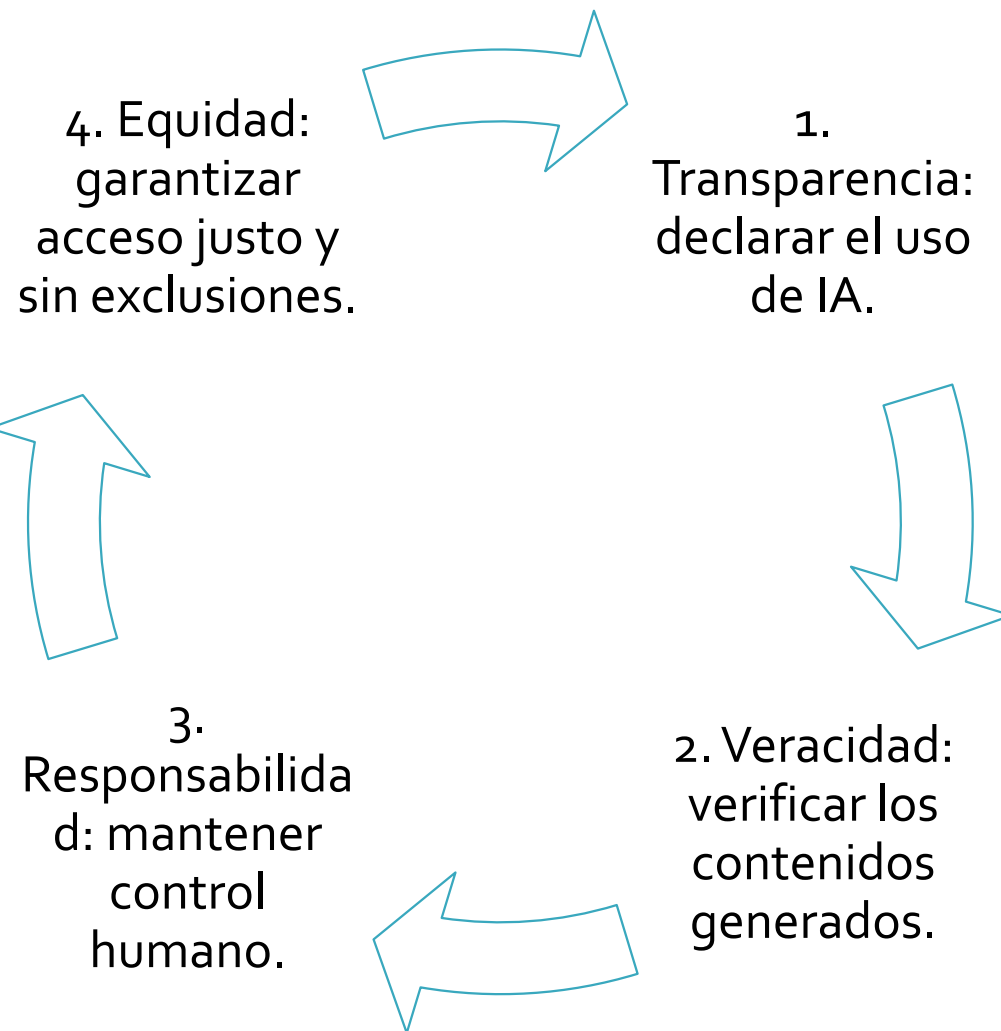 4. Equidad:
garantizar
acceso justo y
sin exclusiones.
1.
Transparencia:
declarar el uso
de IA.
3.
Responsabilida
d: mantener
control
humano.
2. Veracidad:
verificar los
contenidos
generados.